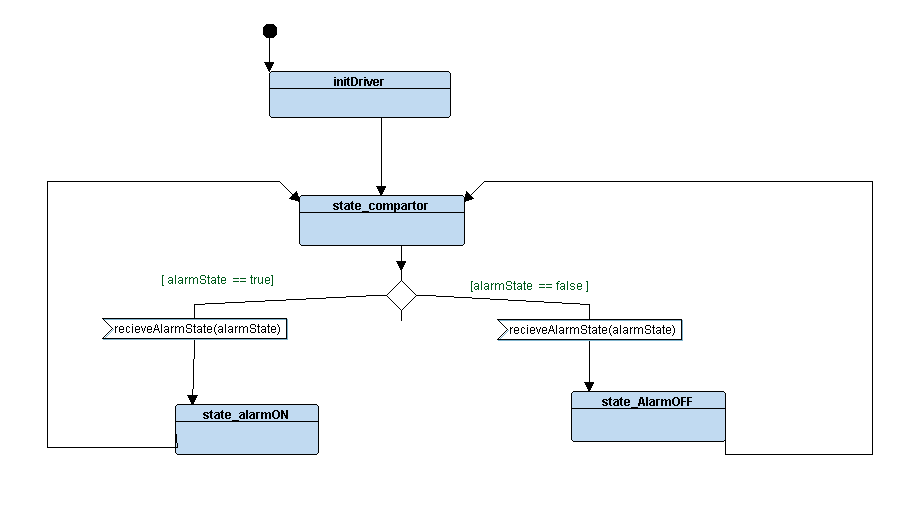 initDriver
state_compartor
[ alarmState == true]
[alarmState == false ]
recieveAlarmState(alarmState)
recieveAlarmState(alarmState)
state_alarmON
state_AlarmOFF